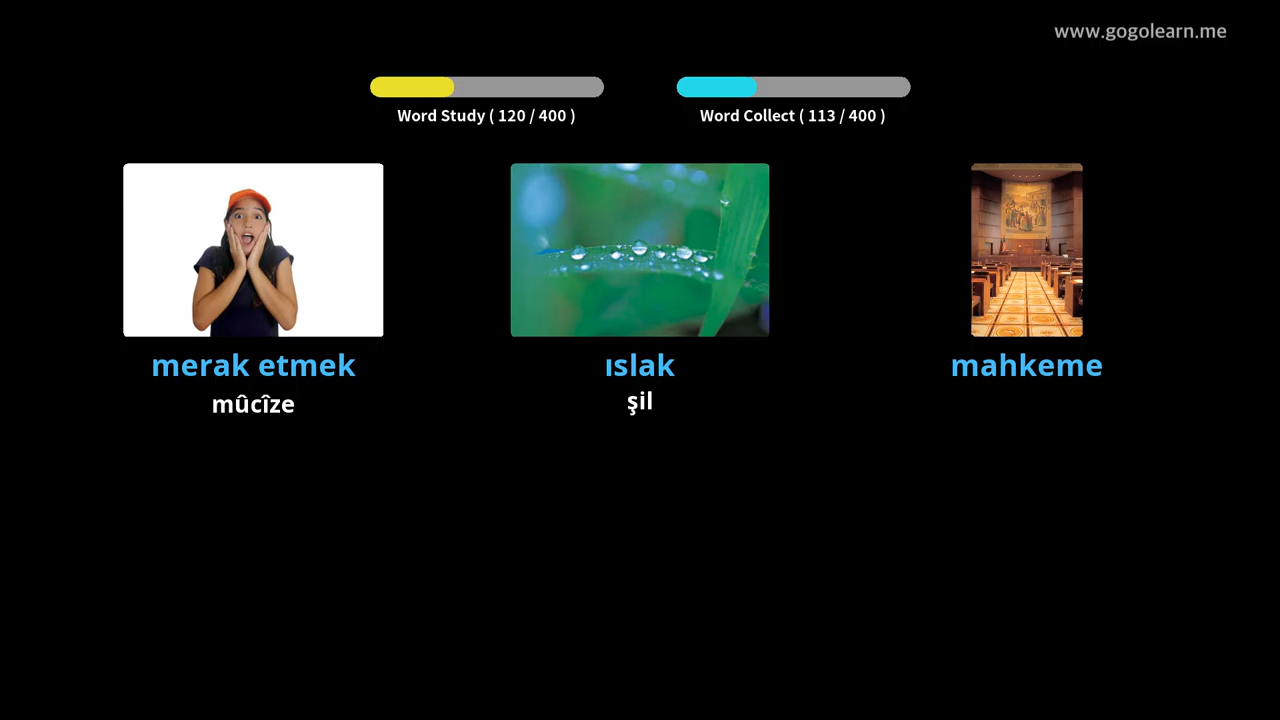 www.gogolearn.me
Word Study ( 120 / 400 )
Word Collect ( 113 / 400 )
merak etmek
mûcîze
ıslak
şil
mahkeme